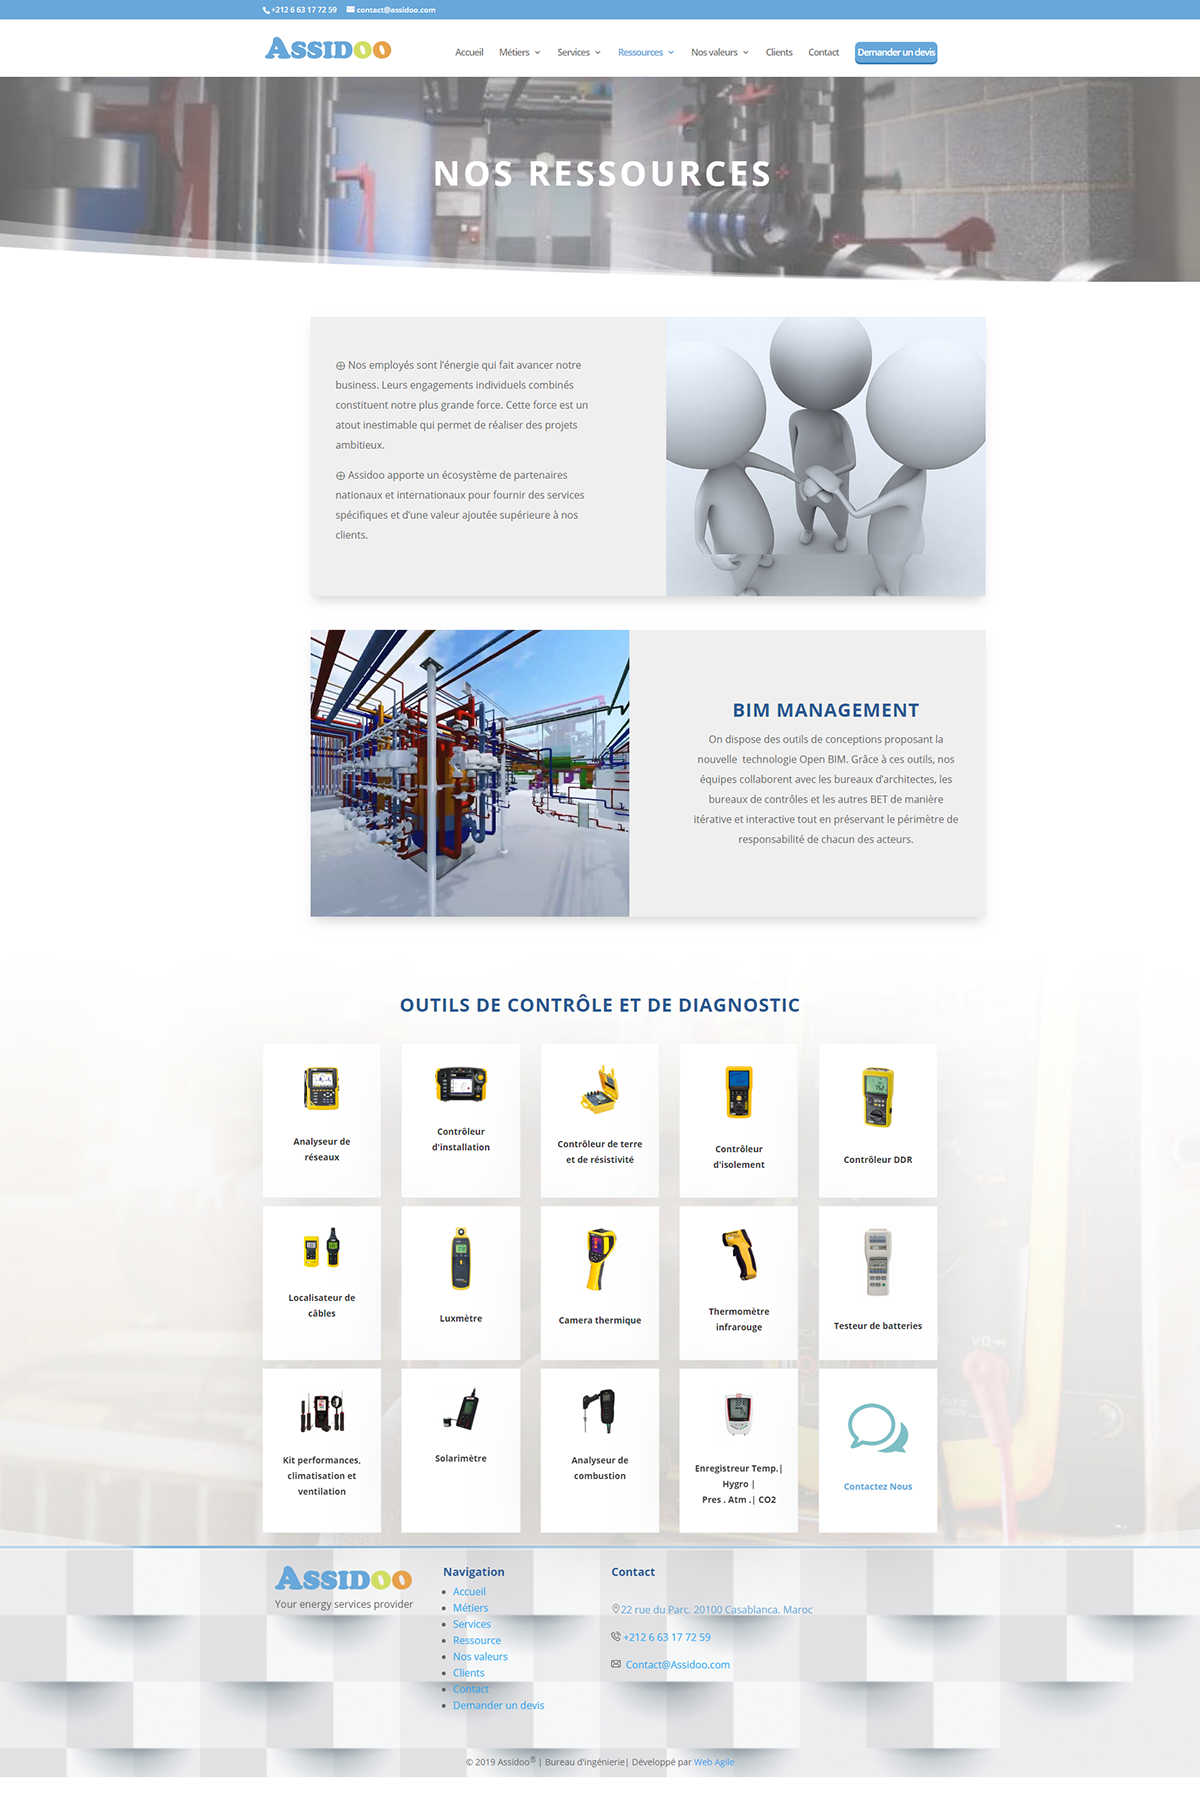 +212 6 63 17 72 59 contact@assidoo.com
ASSIDOO
Accueil Métiers Services Ressources Nos valeurs Clients Contact Demander un devis
NOS RESSOURCES
Nos employés sont l’énergie qui fait avancer notre
business. Leurs engagements individuels combinés
constituent notre plus grande force. Cette force est un
atout inestimable qui permet de réaliser des projets
ambitieux.
Assidoo apporte un écosystème de partenaires
nationaux et internationaux pour fournir des services
spécifiques et d’une valeur ajoutée supérieure à nos
clients.
BIM MANAGEMENT
On dispose des outils de conceptions proposant la
nouvelle technologie Open BIM. Grâce à ces outils, nos
équipes collaborent avec les bureaux d’architectes, les
bureaux de contrôles et les autres BET de manière
itérative et interactive tout en préservant le périmètre de
responsabilité de chacun des acteurs.
OUTILS DE CONTRÔLE ET DE DIAGNOSTIC
Analyseur de
réseaux
Contrôleur
d'installation
Contrôleur de terre
et de résistivité
Contrôleur
d'isolement
Contrôleur DDR
Localisateur de
câbles
Luxmètre
Camera thermique
Thermomètre
infrarouge
Testeur de batteries
Kit performances,
climatisation et
ventilation
Solarimètre
Analyseur de
combustion
Enregistreur Temp.|
Hygro |
Pres . Atm .| CO2
Contactez Nous
ASSIDOO
Your energy services provider
Navigation
Accueil
Métiers
Services
Ressource
Nos valeurs
Clients
Contact
Demander un devis
Contact
22 rue du Parc. 20100 Casablanca. Maroc
+212 6 63 17 72 59
Contact@Assidoo.com
© 2019 Assidoo® | Bureau d'ingénierie| Développé par Web Agile